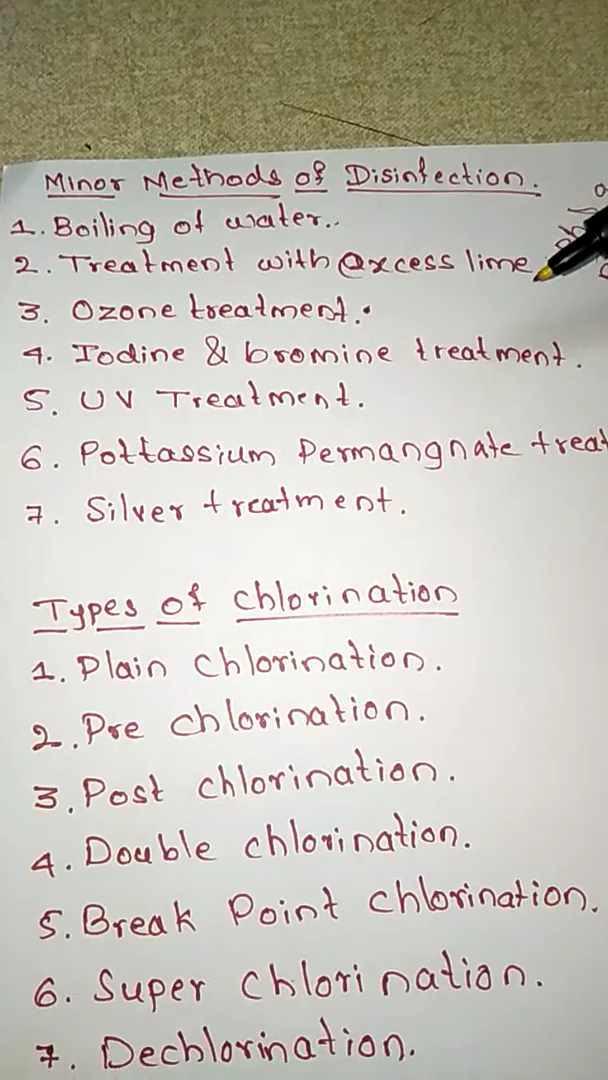 Minor Methods of Disinfection.
1. Boiling of water..
2. Treatment with excess lime
3. Ozone treatment.
4. Iodine & bromine treatment.
5. UV Treatment.
6. Pottassium Permangnate treat
7. Silver treatment.
Types of chlorination
1. Plain chlorination.
2. Pre chlorination.
3. Post chlorination.
4. Double chlorination.
5. Break Point chlorination.
6. Super chlorination.
7. Dechlorination.